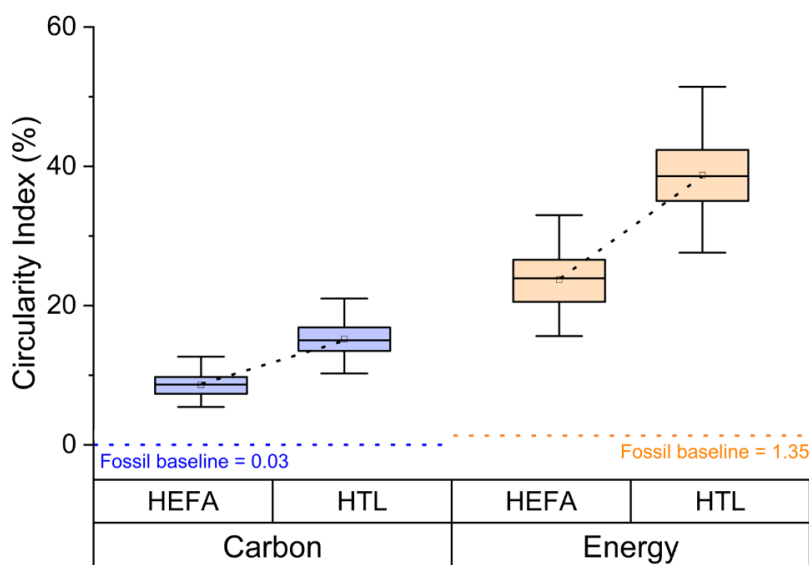 60
40
20
0
Circularity Index (%)
Fossil baseline = 0.03
Fossil baseline = 1.35
HEFA
HTL
HEFA
HTL
Carbon
Energy